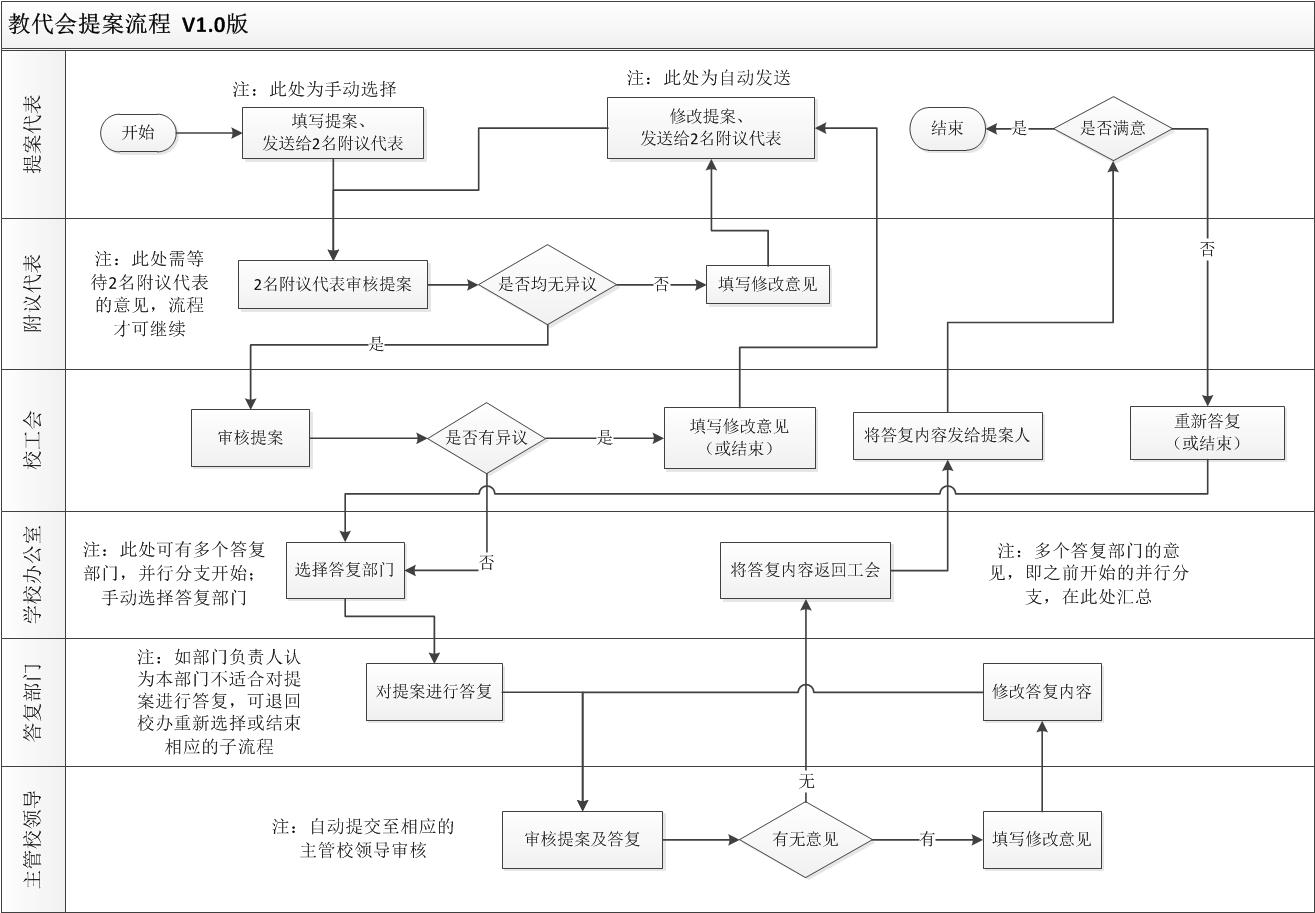 教代会提案流程 V1.0版
提案代表
注：此处为手动选择
注：此处为自动发送
开始
填写提案、
发送给2名附议代表
修改提案、
发送给2名附议代表
结束
是
是否满意
附议代表
注：此处需等
待2名附议代表
的意见，流程
才可继续
2名附议代表审核提案
是否均无异议
否
填写修改意见
否
是
校工会
审核提案
是否有异议
是
填写修改意见
（或结束）
将答复内容发给提案人
重新答复
（或结束）
学校办公室
注：此处可有多个答复
部门，并行分支开始；
手动选择答复部门
选择答复部门
否
将答复内容返回工会
注：多个答复部门的意
见，即之前开始的并行分
支，在此处汇总
答复部门
注：如部门负责人认
为本部门不适合对提
案进行答复，可退回
校办重新选择或结束
相应的子流程
对提案进行答复
修改答复内容
主管校领导
注：自动提交至相应的
主管校领导审核
审核提案及答复
无
有无意见
有
填写修改意见